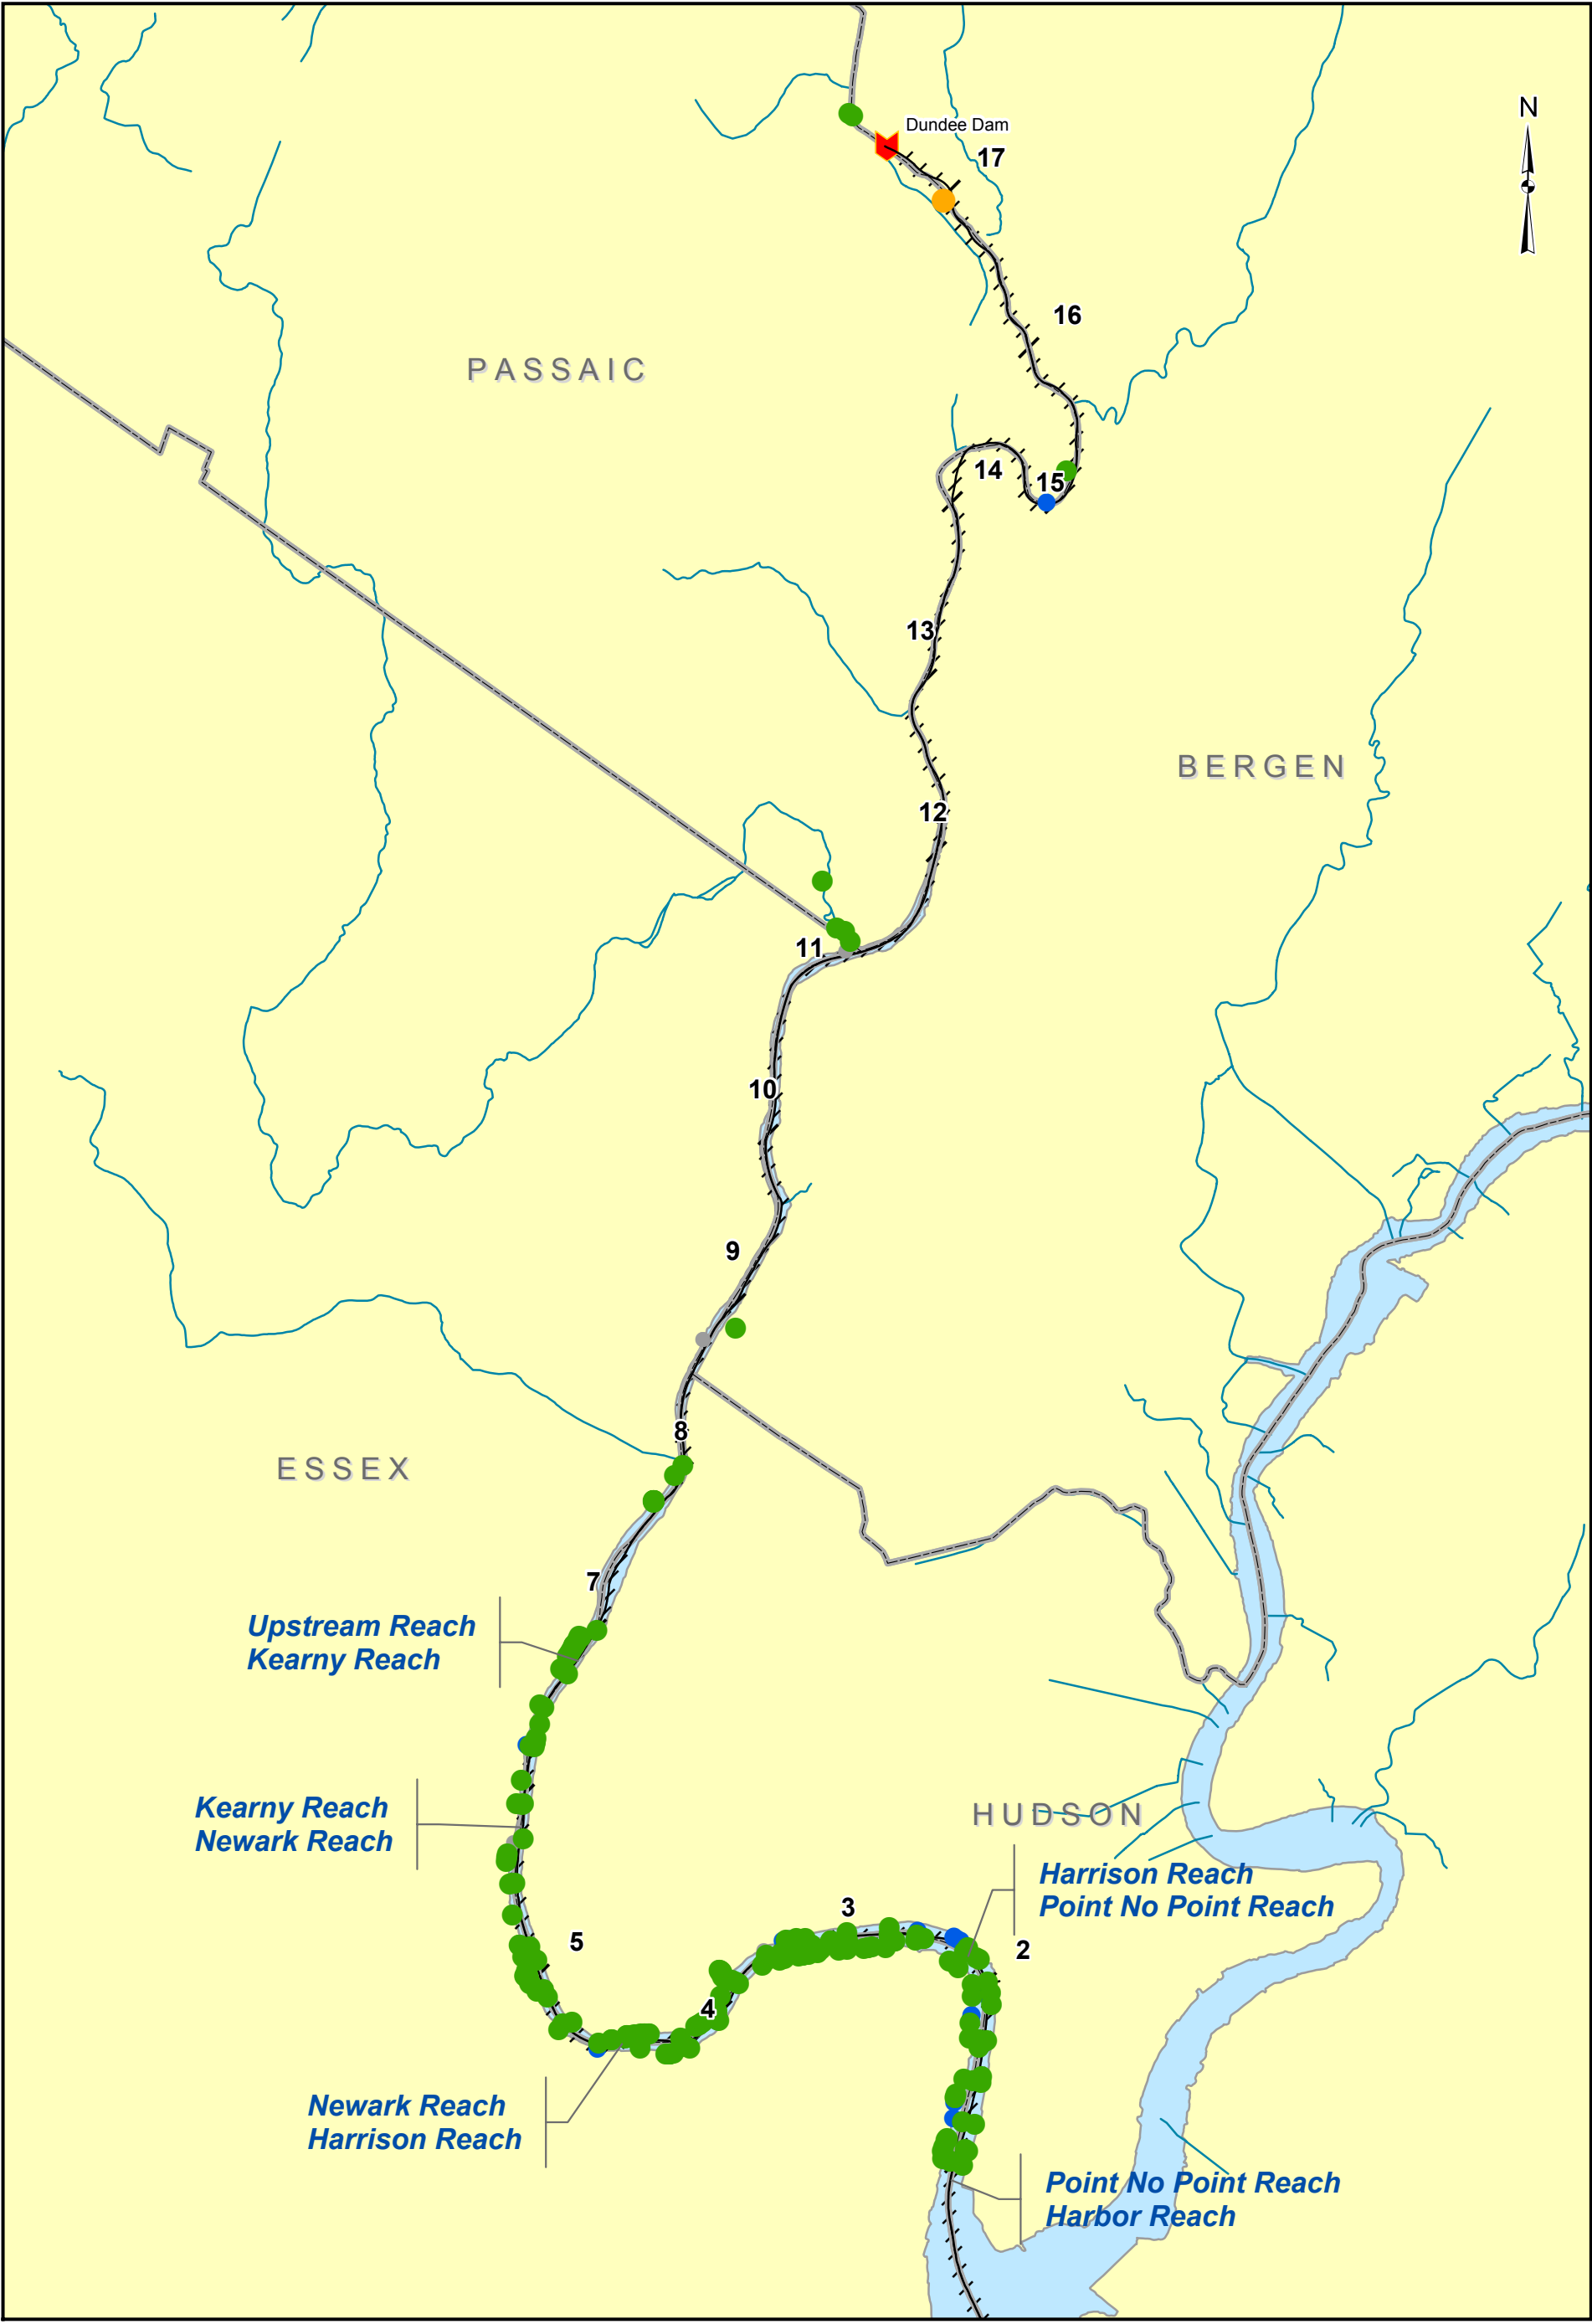 N
Dundee Dam
17
16
PASSAIC
14
15
13
BERGEN
12
11
10
9
8
ESSEX
7
Upstream Reach
Kearny Reach
Kearny Reach
Newark Reach
HUDSON
Harrison Reach
Point No Point Reach
3
5
2
4
Newark Reach
Harrison Reach
Point No Point Reach
Harbor Reach